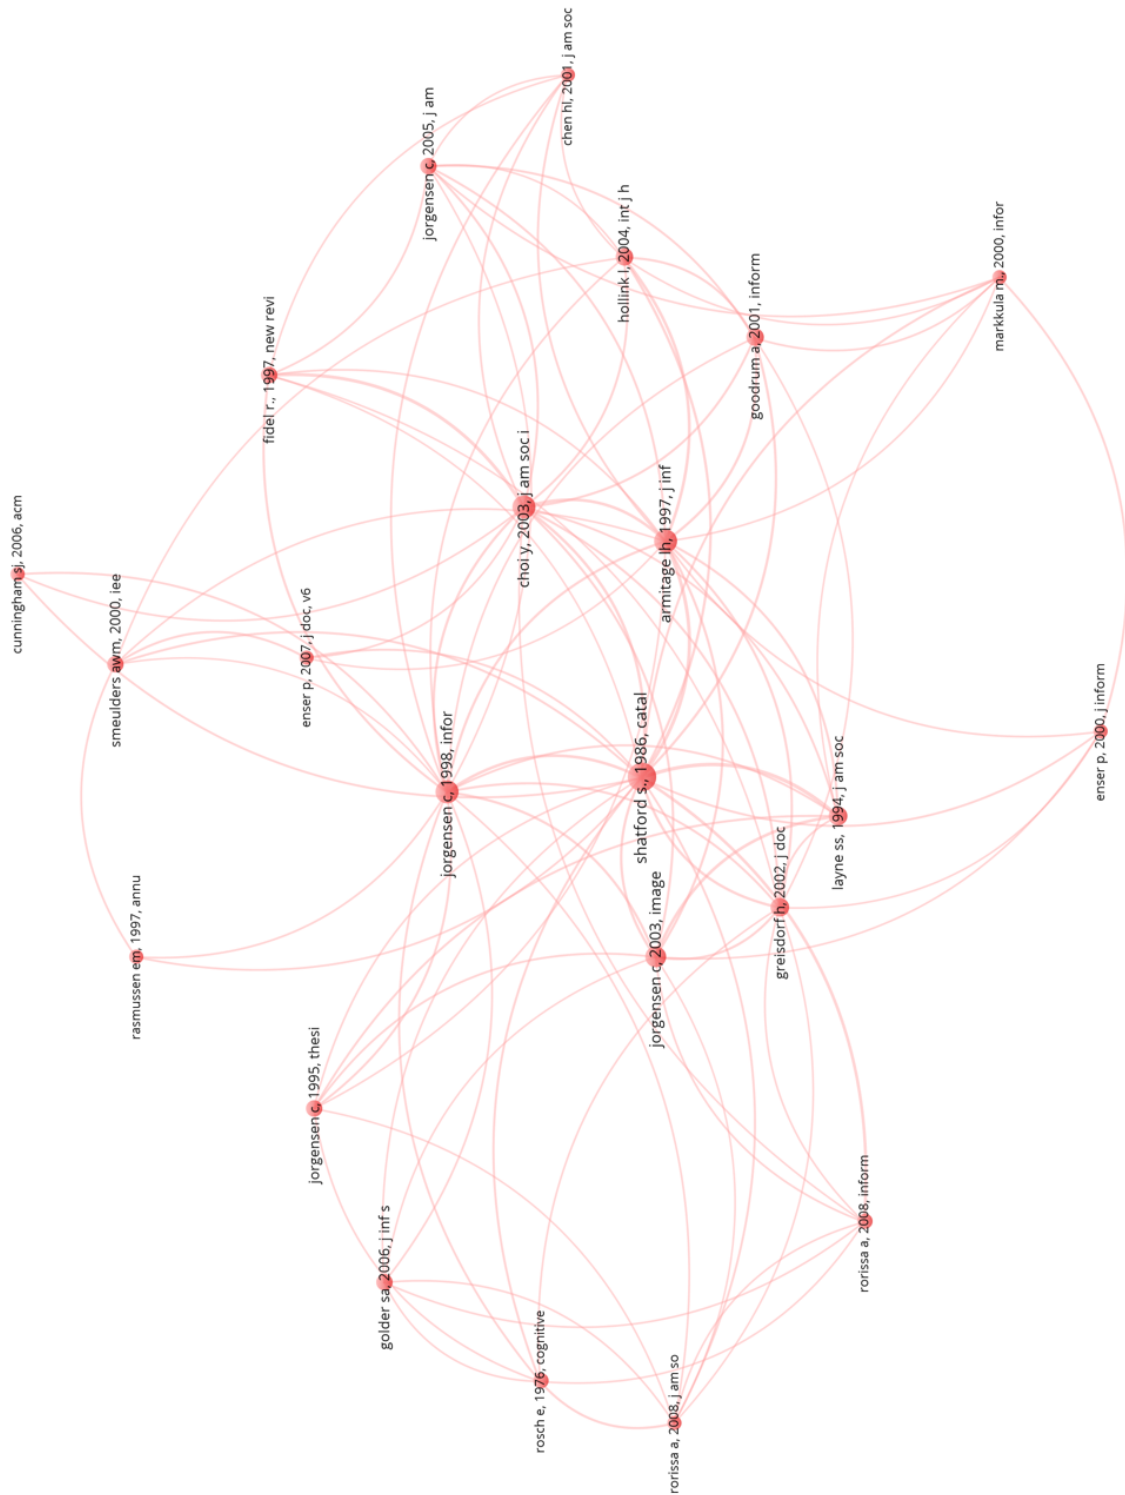 cunningham sj, 2006, acm
smeulders awm, 2000, iee
rasmussen em, 1997, annu
fidel r., 1997, new revi
enser p, 2007, j doc, v6
jorgensen c, 1995, thesi
golder sa, 2006, j inf s
jorgensen c, 2005, j am
jorgensen c, 1998, infor
choi y, 2003, j am soc i
rosch e, 1976, cognitive
chen hl, 2001, j am soc
hollink l, 2004, int j h
shatford s., 1986, catal
jorgensen c, 2003, image
armitage lh, 1997, j inf
rorissa a, 2008, j am so
goodrum a, 2001, inform
greisdorf h, 2002, j doc
layne ss, 1994, j am soc
rorissa a, 2008, inform
markkula m., 2000, infor
enser p, 2000, j inform